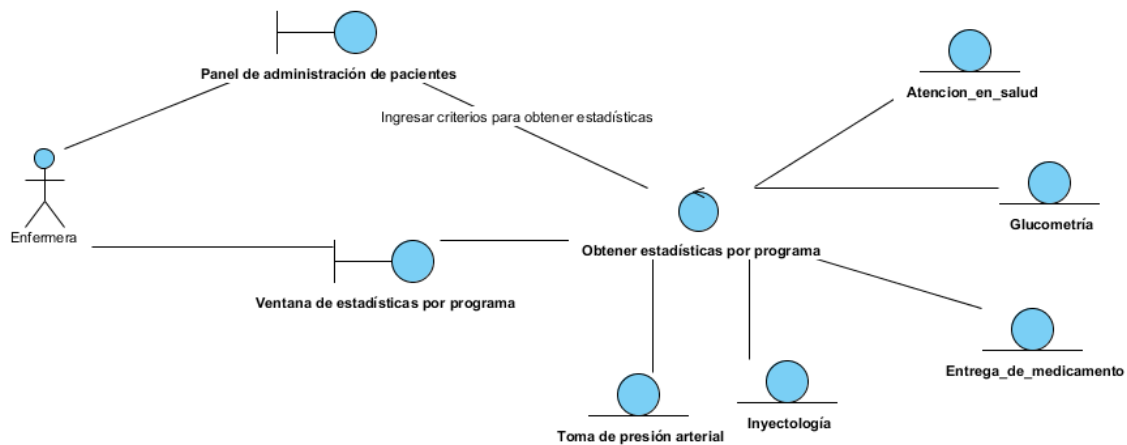 Panel de administración de pacientes
Atencion_en_salud
Ingresar criterios para obtener estadísticas
Glucometría
Enfermera
Obtener estadísticas por programa
Ventana de estadísticas por programa
Entrega_de_medicamento
Inyectología
Toma de presión arterial